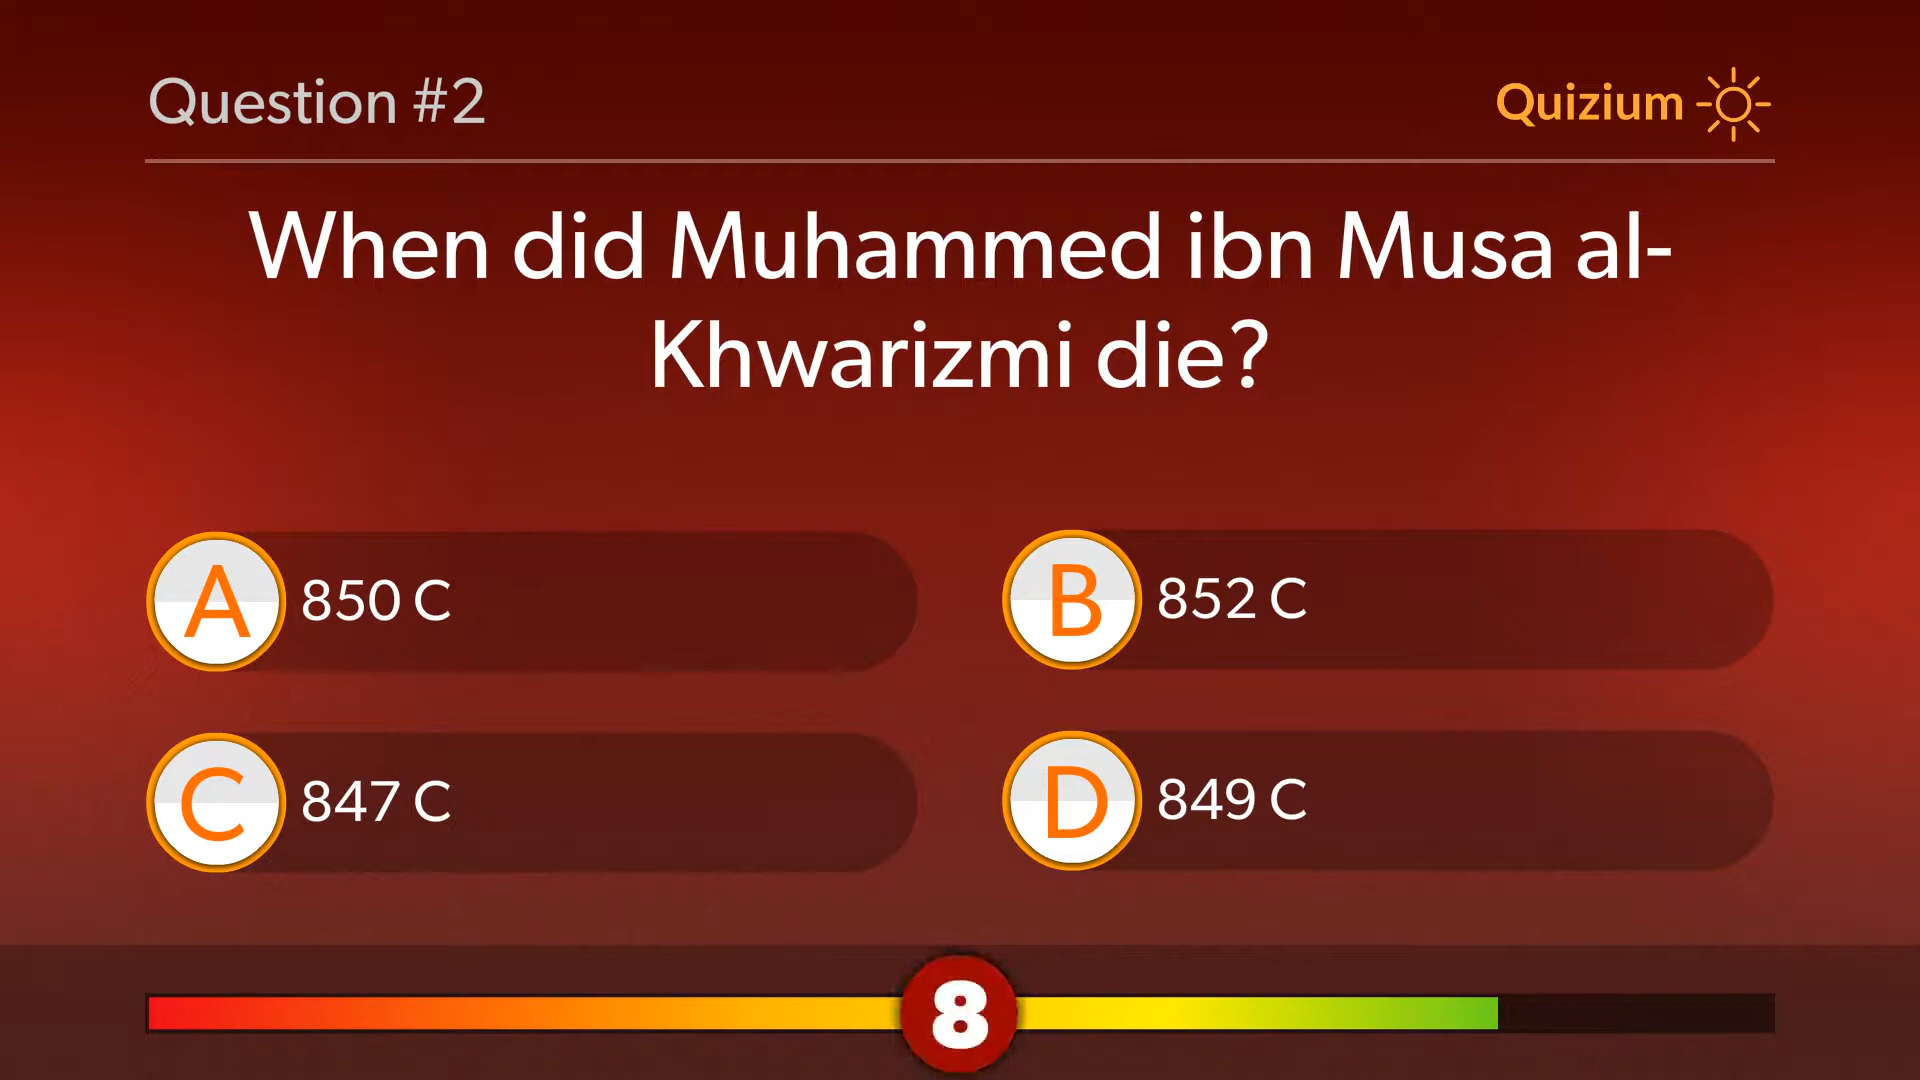 Question #2
Quizium
When did Muhammed ibn Musa al-
Khwarizmi die?
A 850 C
B 852 C
C 847 C
D 849 C
8